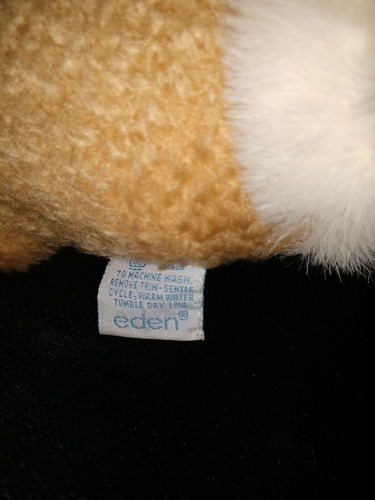 TO MACHINE WASH:
REMOVE TRIM-GENTLE
CYCLE, WARM WATER
TUMBLE DRY LOW
eden®